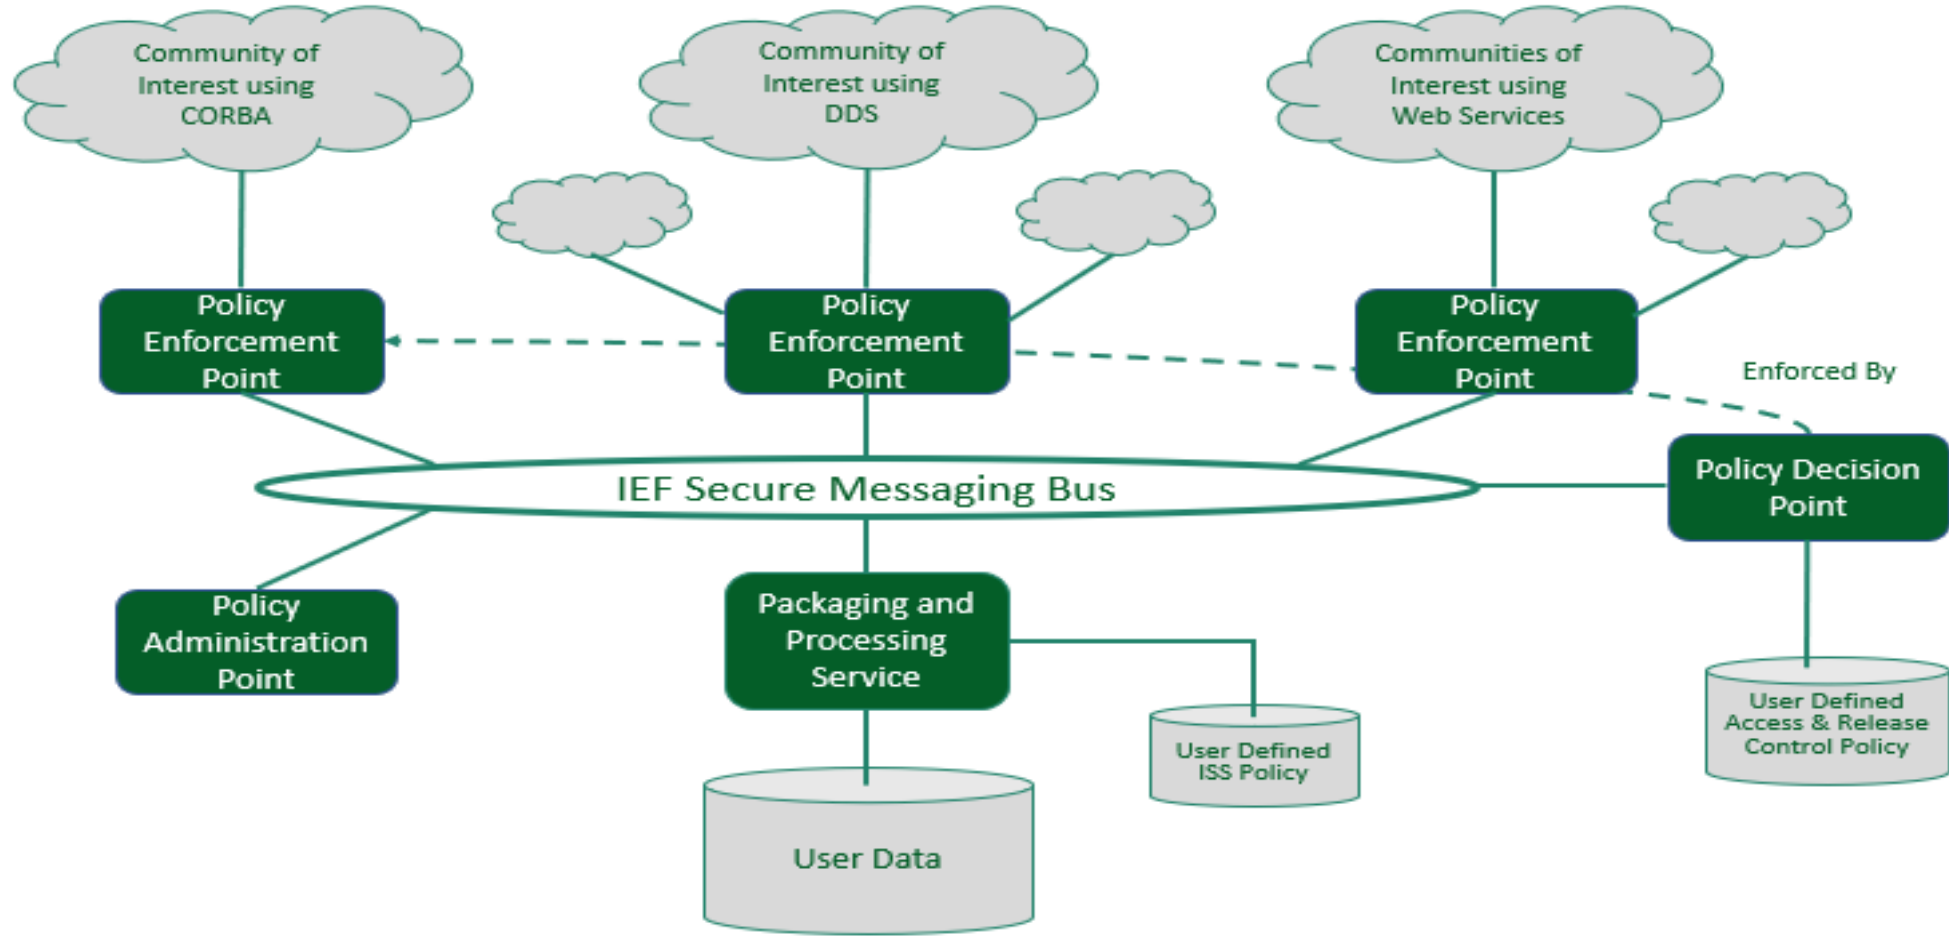 Community of
Interest using
CORBA
Community of
Interest using
DDS
Communities of
Interest using
Web Services
Policy
Enforcement
Point
Policy
Enforcement
Point
Policy
Enforcement
Point
Enforced By
IEF Secure Messaging Bus
Policy Decision
Point
Policy
Administration
Point
Packaging and
Processing
Service
User Defined
ISS Policy
User Defined
Access & Release
Control Policy
User Data